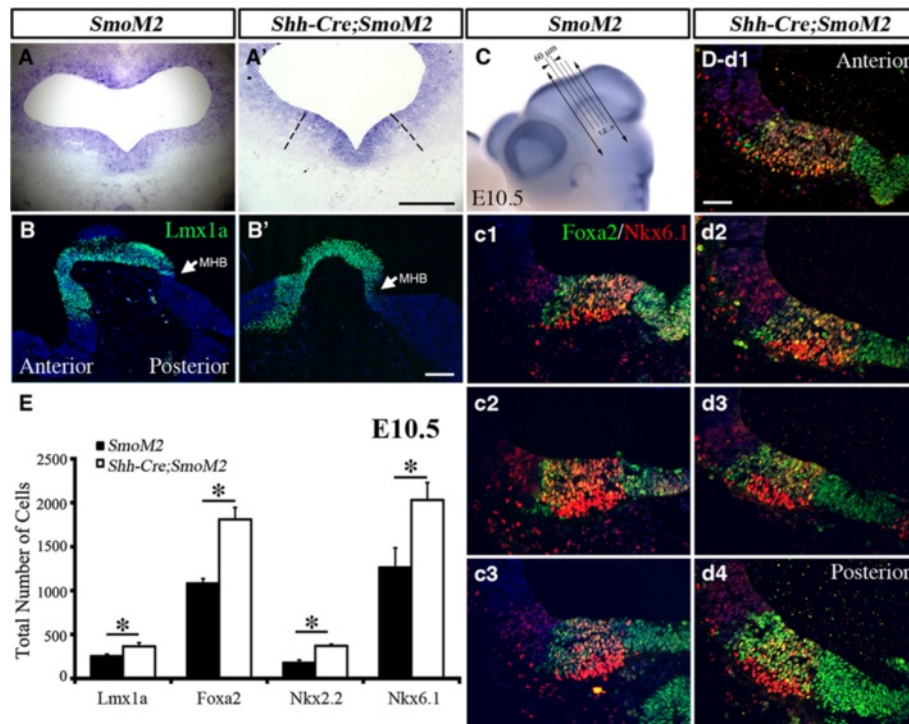 SmoM2
Shh-Cre;SmoM2
SmoM2
Shh-Cre;SmoM2
A
A'
C
60 µm
E10.5
D-d1
Anterior
B
Lmx1a
MHB
Anterior
Posterior
B'
MHB
c1
Foxa2/Nkx6.1
d2
c2
d3
c3
d4
Posterior
E
E10.5
SmoM2
Shh-Cre;SmoM2
Total Number of Cells
2500
2000
1500
1000
500
0
*
*
*
*
Lmx1a
Foxa2
Nkx2.2
Nkx6.1